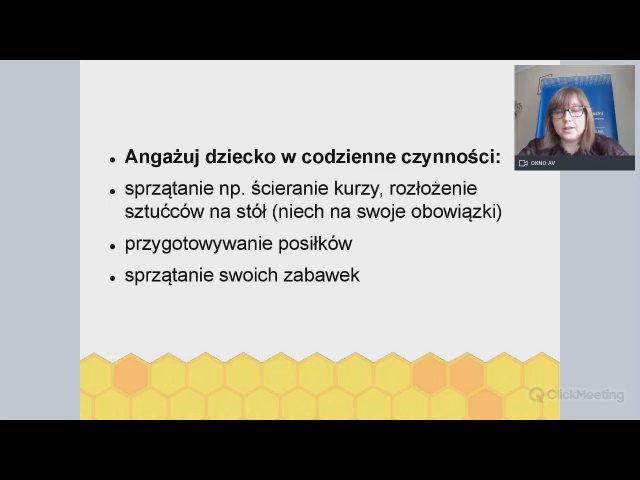 Angażuj dziecko w codzienne czynności:
sprzątanie np. ścieranie kurzy, rozłożenie
sztućców na stół (niech na swoje obowiązki)
przygotowywanie posiłków
sprzątanie swoich zabawek
OKNO AV
ClickMeeting